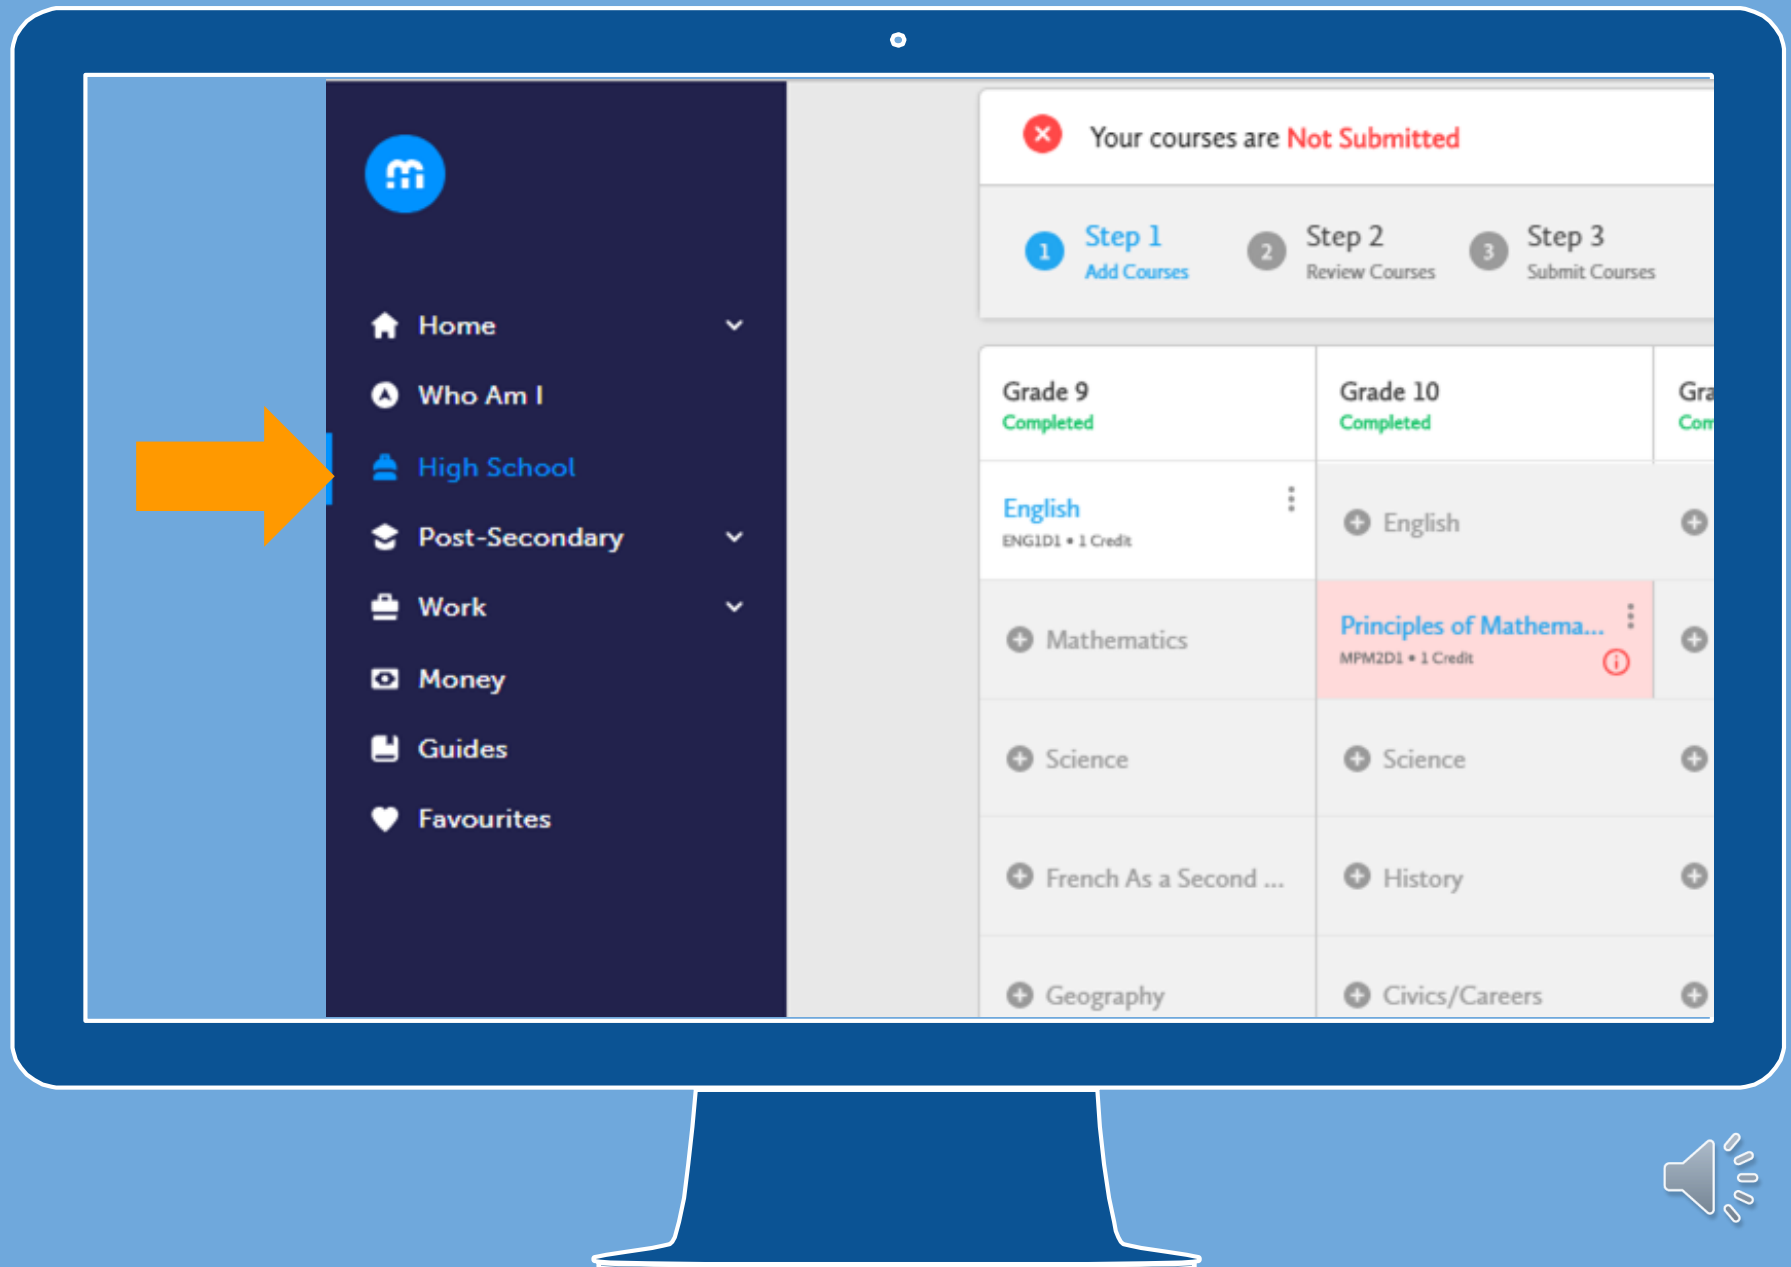 Home
Who Am I
High School
Post-Secondary
Work
Money
Guides
Favourites
Your courses are Not Submitted
1 Step 1
Add Courses
2 Step 2
Review Courses
3 Step 3
Submit Courses
Grade 9
Completed
Grade 10
Completed
Gra
Com
English
ENG1D1 • 1 Credit
English
Mathematics
Principles of Mathema...
MPM2D1 • 1 Credit
Science
Science
French As a Second ...
History
Geography
Civics/Careers